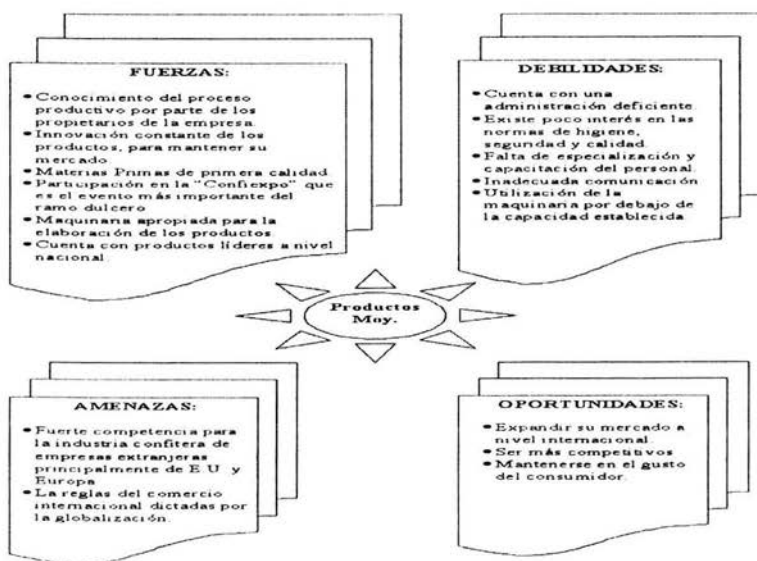 FUERZAS:
• Conocimiento del proceso
productivo por parte de los
propietarios de la empresa.
• Innovación constante de los
productos, para mantener su
mercado.
• Materias Primas de primera calidad
• Participación en la "Confiexpo" que
es el evento más importante del
ramo dulcero
• Maquinaria apropiada para la
elaboración de los productos.
• Cuenta con productos líderes a nivel
nacional.
DEBILIDADES:
• Cuenta con una
administración deficiente.
• Existe poco interés en las
normas de higiene,
seguridad y calidad.
• Falta de especialización y
capacitación del personal.
• Inadecuada comunicación
• Utilización de la
maquinaria por debajo de
la capacidad establecida
Productos
Moy.
AMENAZAS:
• Fuerte competencia para
la industria confitera de
empresas extranjeras
principalmente de E.U y
Europa
• La reglas del comercio
internacional dictadas por
la globalización.
OPORTUNIDADES:
• Expandir su mercado a
nivel internacional.
• Ser más competitivos
• Mantenerse en el gusto
del consumidor.